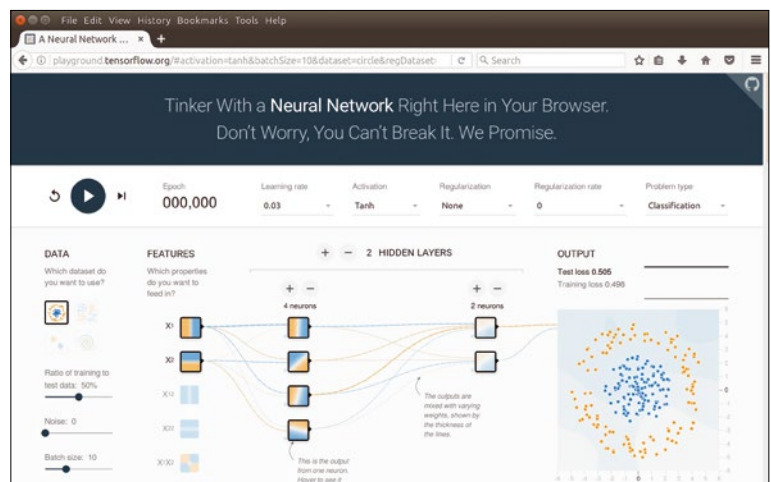 File Edit View History Bookmarks Tools Help
A Neural Network ... × +
playground.tensorflow.org/#activation=tanh&batchSize=10&dataset=circle&regDataset:
Search
Tinker With a Neural Network Right Here in Your Browser.
Don't Worry, You Can't Break It. We Promise.
Epoch
000,000
Learning rate
0.03
Activation
Tanh
Regularization
None
Regularization rate
0
Problem type
Classification
DATA
Which dataset do
you want to use?
Ratio of training to
test data: 50%
Noise: 0
Batch size: 10
FEATURES
Which properties
do you want to
feed in?
X1
X2
X1X2
+ − 2 HIDDEN LAYERS
+ −
4 neurons
+ −
2 neurons
This is the output
from one neuron.
Hover to see it
The outputs are
mixed with varying
weights, shown by
the thickness of
the lines.
OUTPUT
Test loss 0.505
Training loss 0.498